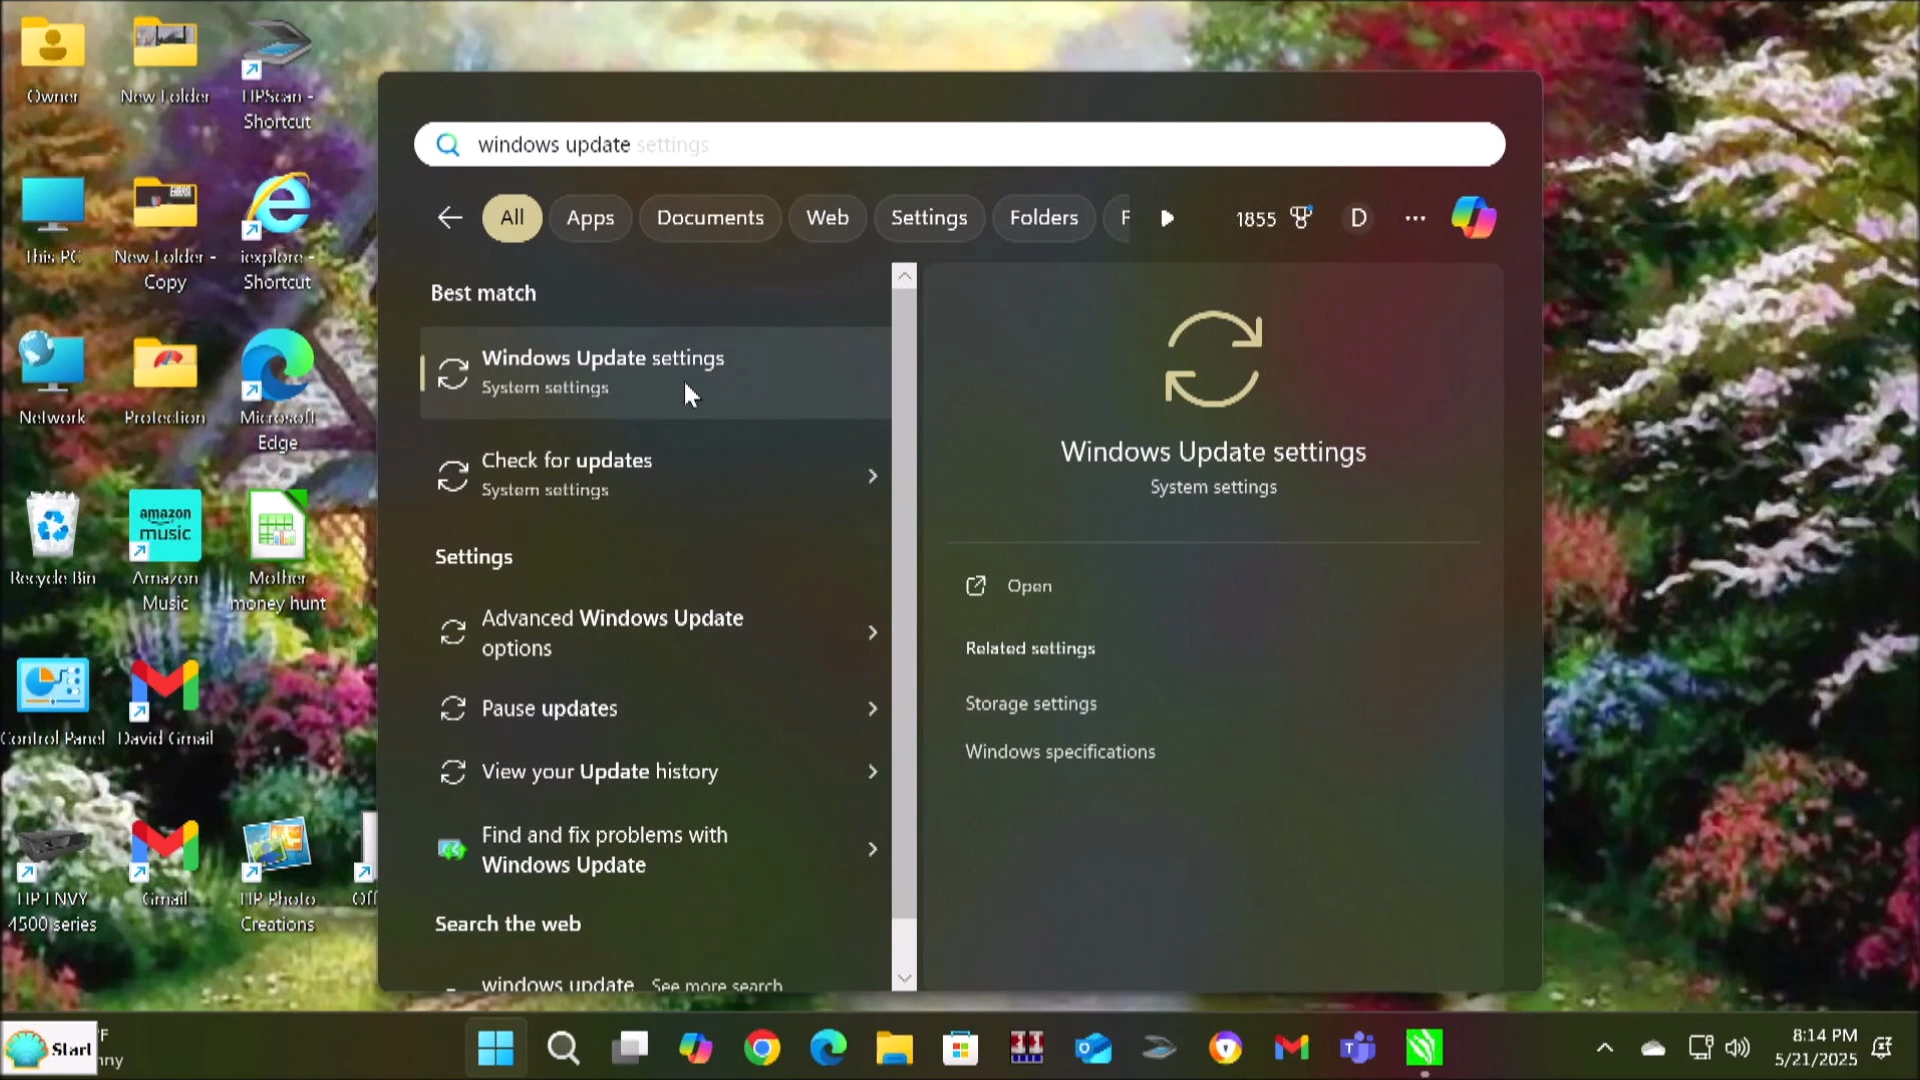 Owner
New Folder
HPScan -
Shortcut
This PC
New Folder -
Copy
iexplore -
Shortcut
Network
Protection
Microsoft
Edge
Recycle Bin
amazon
music
Amazon
Music
Mother
money hunt
Control Panel
David Gmail
HP ENVY
4500 series
Gmail
HP Photo
Creations
Off
windows update settings
All
Apps
Documents
Web
Settings
Folders
F
1855
D
Best match
Windows Update settings
System settings
Check for updates
System settings
Settings
Advanced Windows Update
options
Pause updates
View your Update history
Find and fix problems with
Windows Update
Search the web
windows update See more search
Windows Update settings
System settings
Open
Related settings
Storage settings
Windows specifications
Start
°F
nny
8:14 PM
5/21/2025